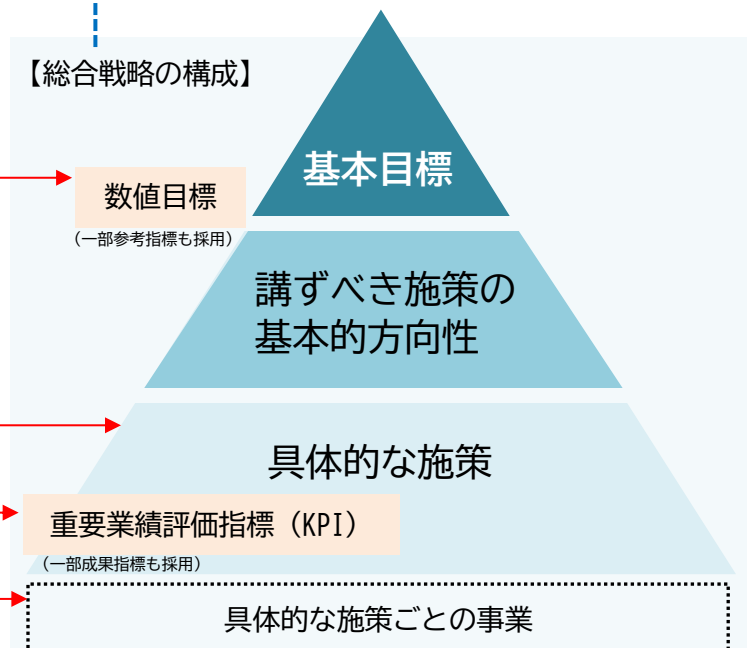 【総合戦略の構成】
基本目標
数値目標
（一部参考指標も採用）
講ずべき施策の
基本的方向性
具体的な施策
重要業績評価指標（KPI）
（一部成果指標も採用）
具体的な施策ごとの事業